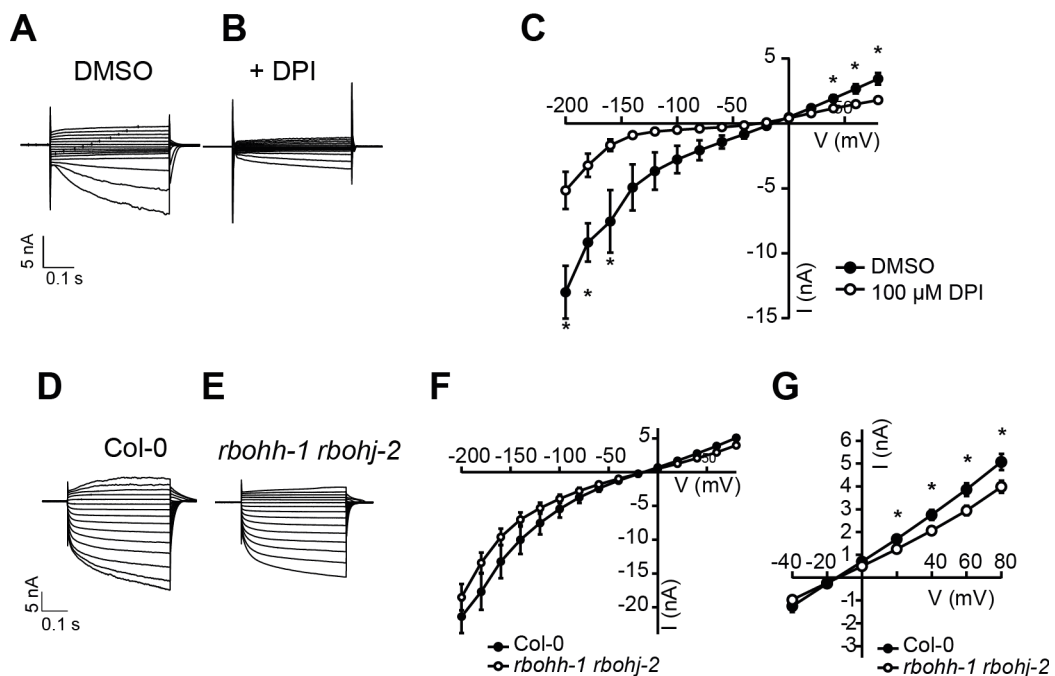 A
B
C
DMSO
+ DPI
5 nA
0.1 s
5
-200
-150
-100
-50
50
V (mV)
-5
-10
-15
I (nA)
*
*
*
*
*
*
DMSO
100 µM DPI
D
E
F
G
Col-0
rbohh-1 rbohj-2
5 nA
0.1 s
5
-200
-150
-100
-50
50
V (mV)
-5
-10
-15
-20
I (nA)
Col-0
rbohh-1 rbohj-2
6
5
4
3
2
1
I (nA)
*
*
*
*
-40
-20
20
40
60
80
V (mV)
-1
-2
-3
Col-0
rbohh-1 rbohj-2